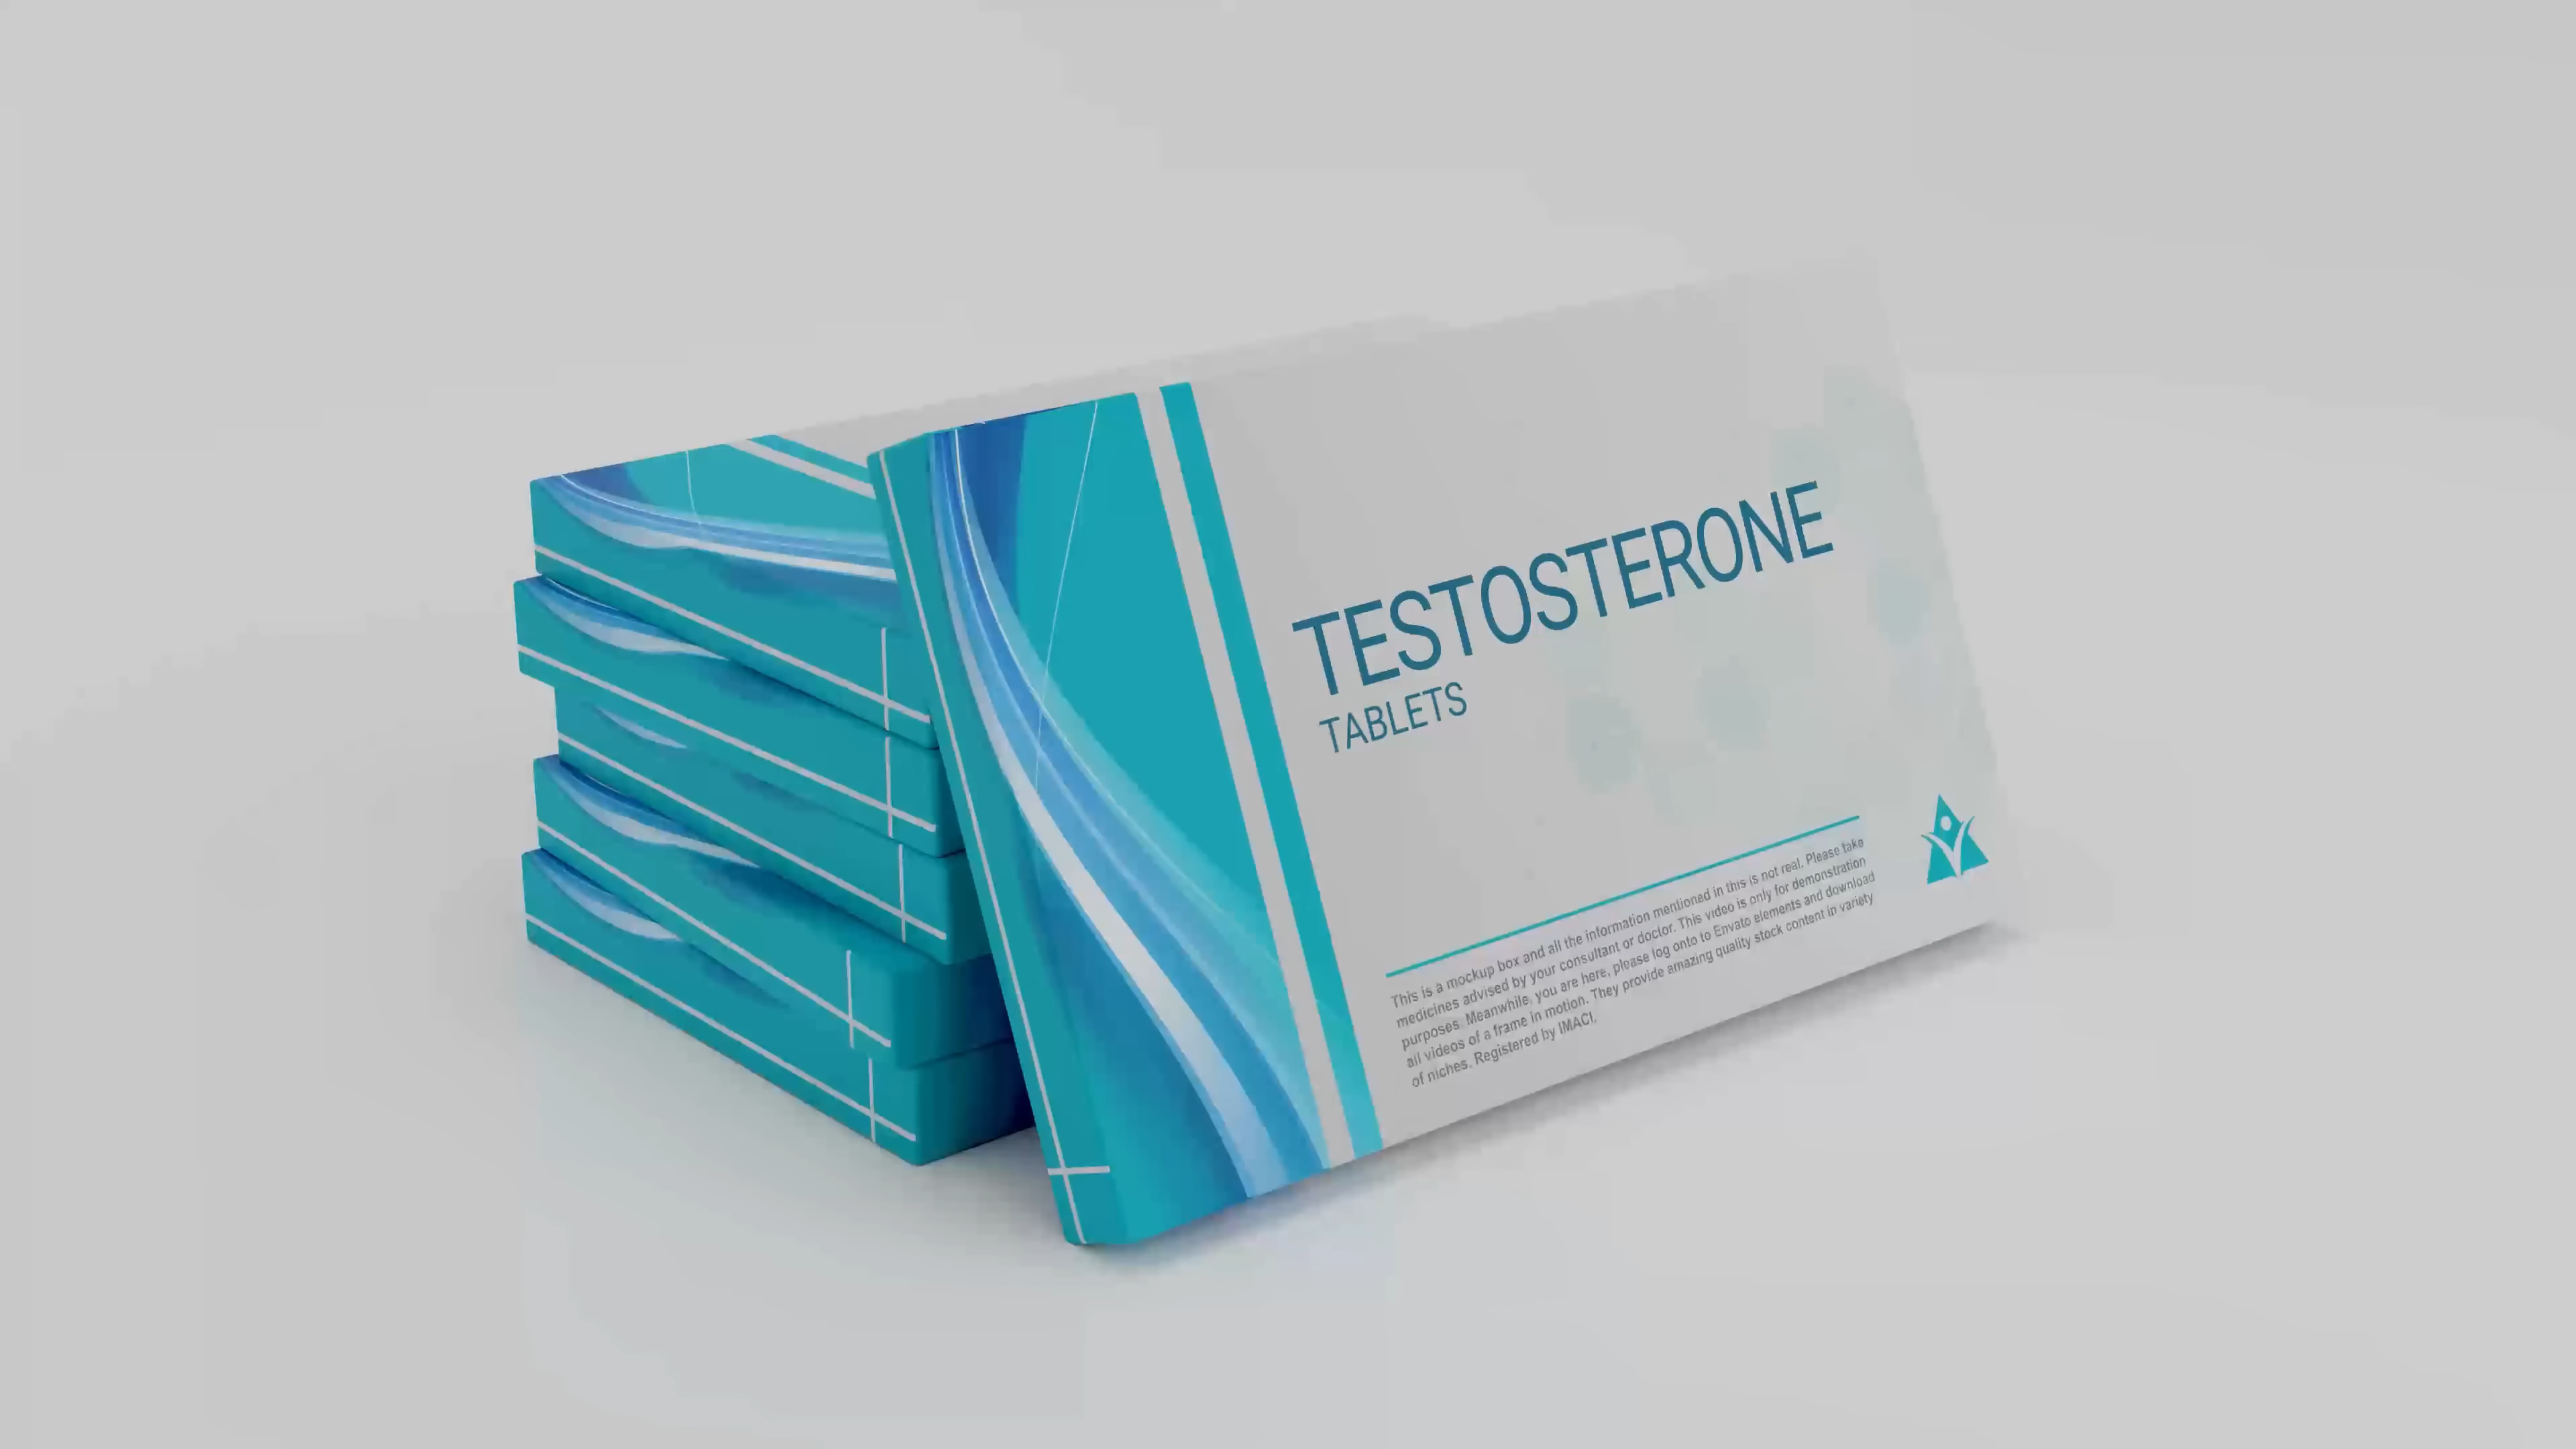 TESTOSTERONE
TABLETS
This is a mockup box and all the information mentioned in this is not real. Please take
medicines advised by your consultant or doctor. This video is only for demonstration
purposes. Meanwhile, you are here, please log onto to Envato elements and download
all videos of a frame in motion. They provide amazing quality stock content in variety
of niches. Registered by IMACI.